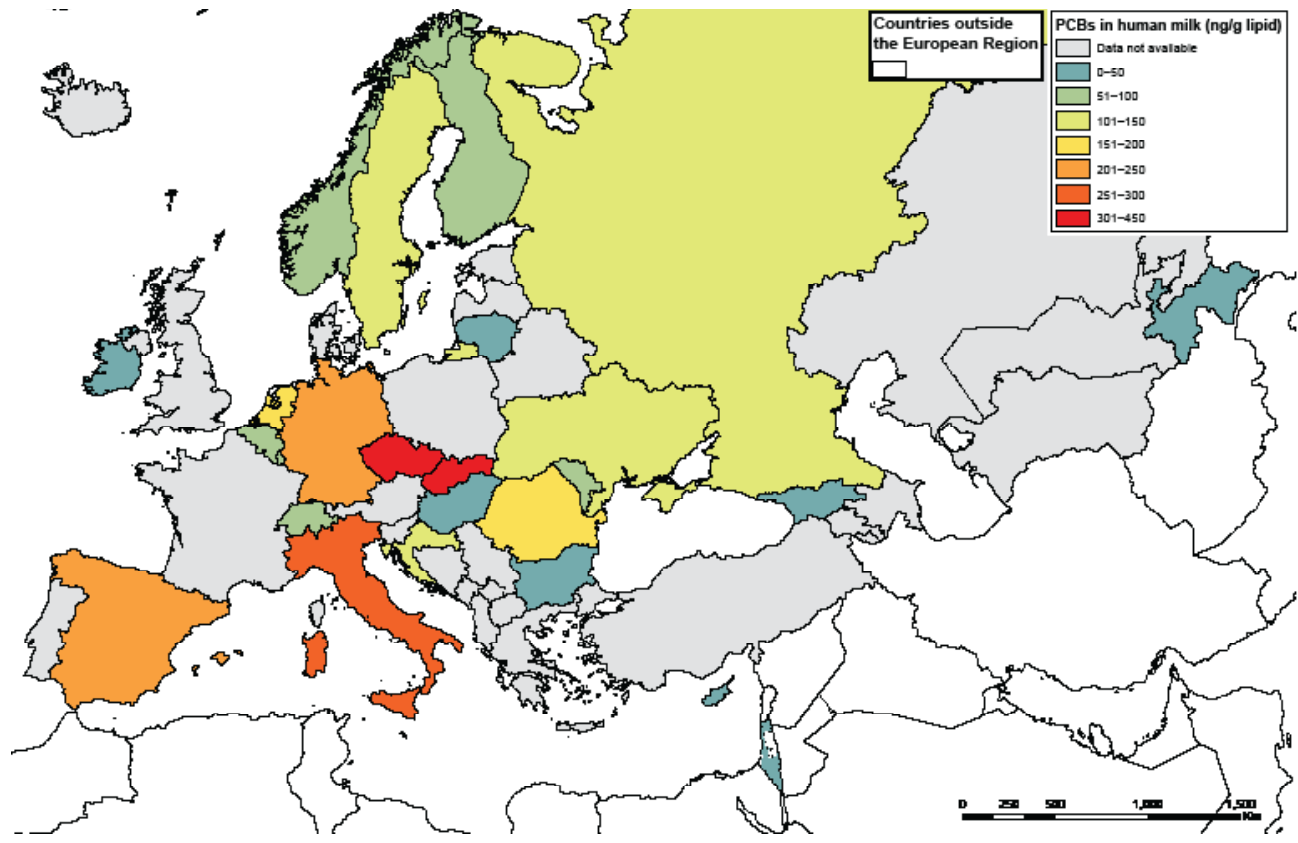 Countries outside
the European Region
PCBs in human milk (ng/g lipid)
Data not available
0–50
51–100
101–150
151–200
201–250
251–300
301–450
0 250 500 1,000 1,500
Km